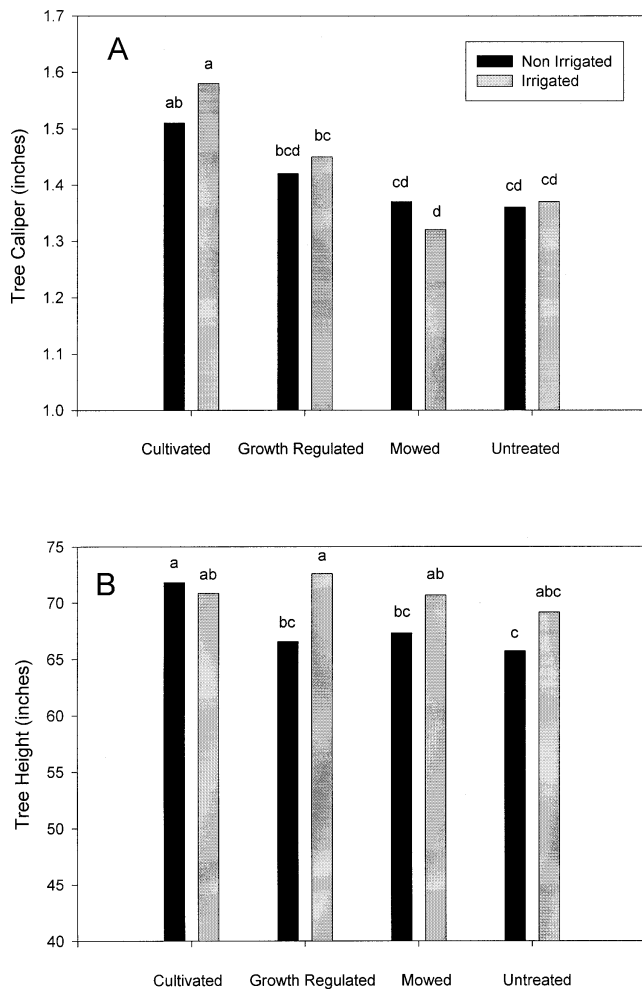 A
Tree Caliper (inches)
1.7
1.6
1.5
1.4
1.3
1.2
1.1
1.0
Non Irrigated
Irrigated
ab
a
bcd
bc
cd
d
cd
cd
Cultivated
Growth Regulated
Mowed
Untreated
B
Tree Height (inches)
75
70
65
60
55
50
45
40
a
ab
bc
a
bc
ab
c
abc
Cultivated
Growth Regulated
Mowed
Untreated